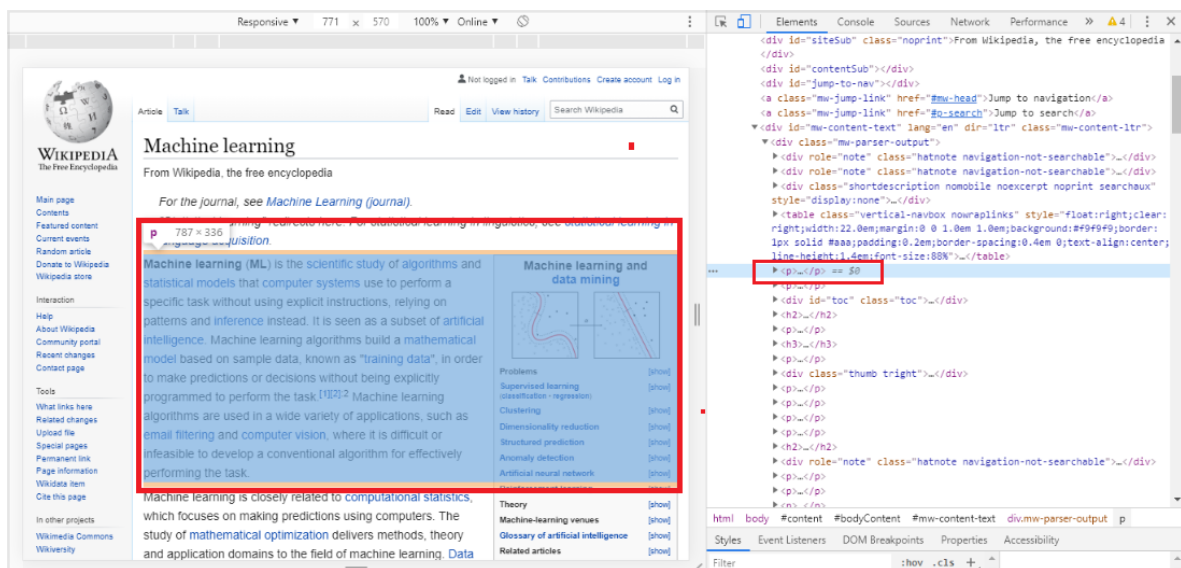 Responsive ▼ 771 × 570 100% ▼ Online ▼
Elements Console Sources Network Performance » 4
Not logged in Talk Contributions Create account Log in
Article Talk Read Edit View history Search Wikipedia
WIKIPEDIA
The Free Encyclopedia
Main page
Contents
Featured content
Current events
Random article
Donate to Wikipedia
Wikipedia store
Interaction
Help
About Wikipedia
Community portal
Recent changes
Contact page
Tools
What links here
Related changes
Upload file
Special pages
Permanent link
Page information
Wikidata item
Cite this page
In other projects
Wikimedia Commons
Wikiversity
Machine learning
From Wikipedia, the free encyclopedia
For the journal, see Machine Learning (journal).
p 787 × 336
Machine learning (ML) is the scientific study of algorithms and
statistical models that computer systems use to perform a
specific task without using explicit instructions, relying on
patterns and inference instead. It is seen as a subset of artificial
intelligence. Machine learning algorithms build a mathematical
model based on sample data, known as "training data", in order
to make predictions or decisions without being explicitly
programmed to perform the task.[1][2]:2 Machine learning
algorithms are used in a wide variety of applications, such as
email filtering and computer vision, where it is difficult or
infeasible to develop a conventional algorithm for effectively
performing the task.
Machine learning is closely related to computational statistics,
which focuses on making predictions using computers. The
study of mathematical optimization delivers methods, theory
and application domains to the field of machine learning. Data
Machine learning and
data mining
Problems [show]
Supervised learning [show]
(classification • regression)
Clustering [show]
Dimensionality reduction [show]
Structured prediction [show]
Anomaly detection [show]
Artificial neural network [show]
Reinforcement learning [show]
Theory [show]
Machine-learning venues [show]
Glossary of artificial intelligence [show]
Related articles [show]
<div id="siteSub" class="noprint">From Wikipedia, the free encyclopedia
</div>
<div id="contentSub"></div>
<div id="jump-to-nav"></div>
<a class="mw-jump-link" href="#mw-head">Jump to navigation</a>
<a class="mw-jump-link" href="#p-search">Jump to search</a>
▼<div id="mw-content-text" lang="en" dir="ltr" class="mw-content-ltr">
▼<div class="mw-parser-output">
▶<div role="note" class="hatnote navigation-not-searchable">…</div>
▶<div role="note" class="hatnote navigation-not-searchable">…</div>
▶<div class="shortdescription nomobile noexcerpt noprint searchaux"
style="display:none">…</div>
▶<table class="vertical-navbox nowraplinks" style="float:right;clear:
right;width:22.0em;margin:0 0 1.0em 1.0em;background:#f9f9f9;border:
1px solid #aaa;padding:0.2em;border-spacing:0.4em 0;text-align:center;
line-height:1.4em;font-size:88%">…</table>
… ▶<p>…</p> == $0
▶<p>…</p>
▶<div id="toc" class="toc">…</div>
▶<h2>…</h2>
▶<p>…</p>
▶<h3>…</h3>
▶<p>…</p>
▶<div class="thumb tright">…</div>
▶<p>…</p>
▶<p>…</p>
▶<p>…</p>
▶<h2>…</h2>
▶<div role="note" class="hatnote navigation-not-searchable">…</div>
▶<p>…</p>
▶<p>…</p>
▶<p>…</p>
html body #content #bodyContent #mw-content-text div.mw-parser-output p
Styles Event Listeners DOM Breakpoints Properties Accessibility
Filter :hov .cls +